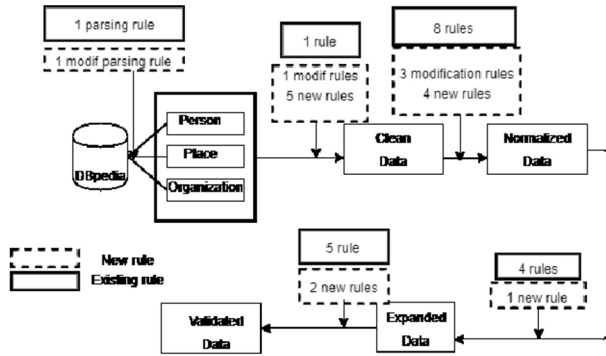 1 parsing rule
1 modif parsing rule
1 rule
1 modif rules
5 new rules
8 rules
3 modification rules
4 new rules
DBpedia
Person
Place
Organization
Clean
Data
Normalized
Data
New rule
Existing rule
5 rule
2 new rules
4 rules
1 new rule
Validated
Data
Expanded
Data